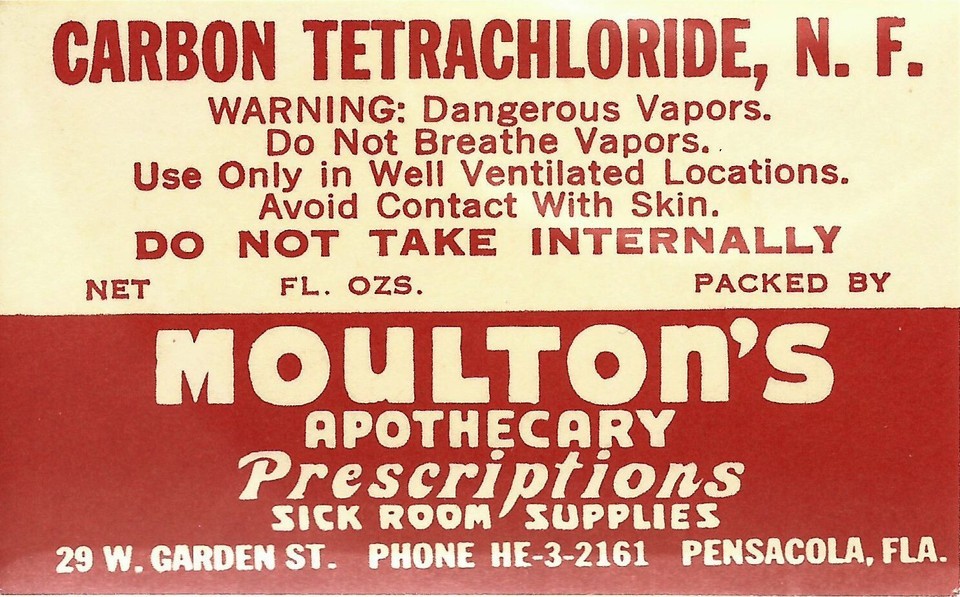 CARBON TETRACHLORIDE, N. F.
WARNING: Dangerous Vapors.
Do Not Breathe Vapors.
Use Only in Well Ventilated Locations.
Avoid Contact With Skin.
DO NOT TAKE INTERNALLY
NET FL. OZS. PACKED BY
MOULTON'S
APOTHECARY
Prescriptions
SICK ROOM SUPPLIES
29 W. GARDEN ST. PHONE HE-3-2161 PENSACOLA, FLA.